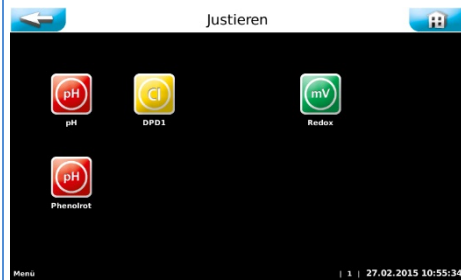 Justieren
pH Cl mV
pH DPD1 Redox
pH
Phenolrot
Menü | 1 | 27.02.2015 10:55:34